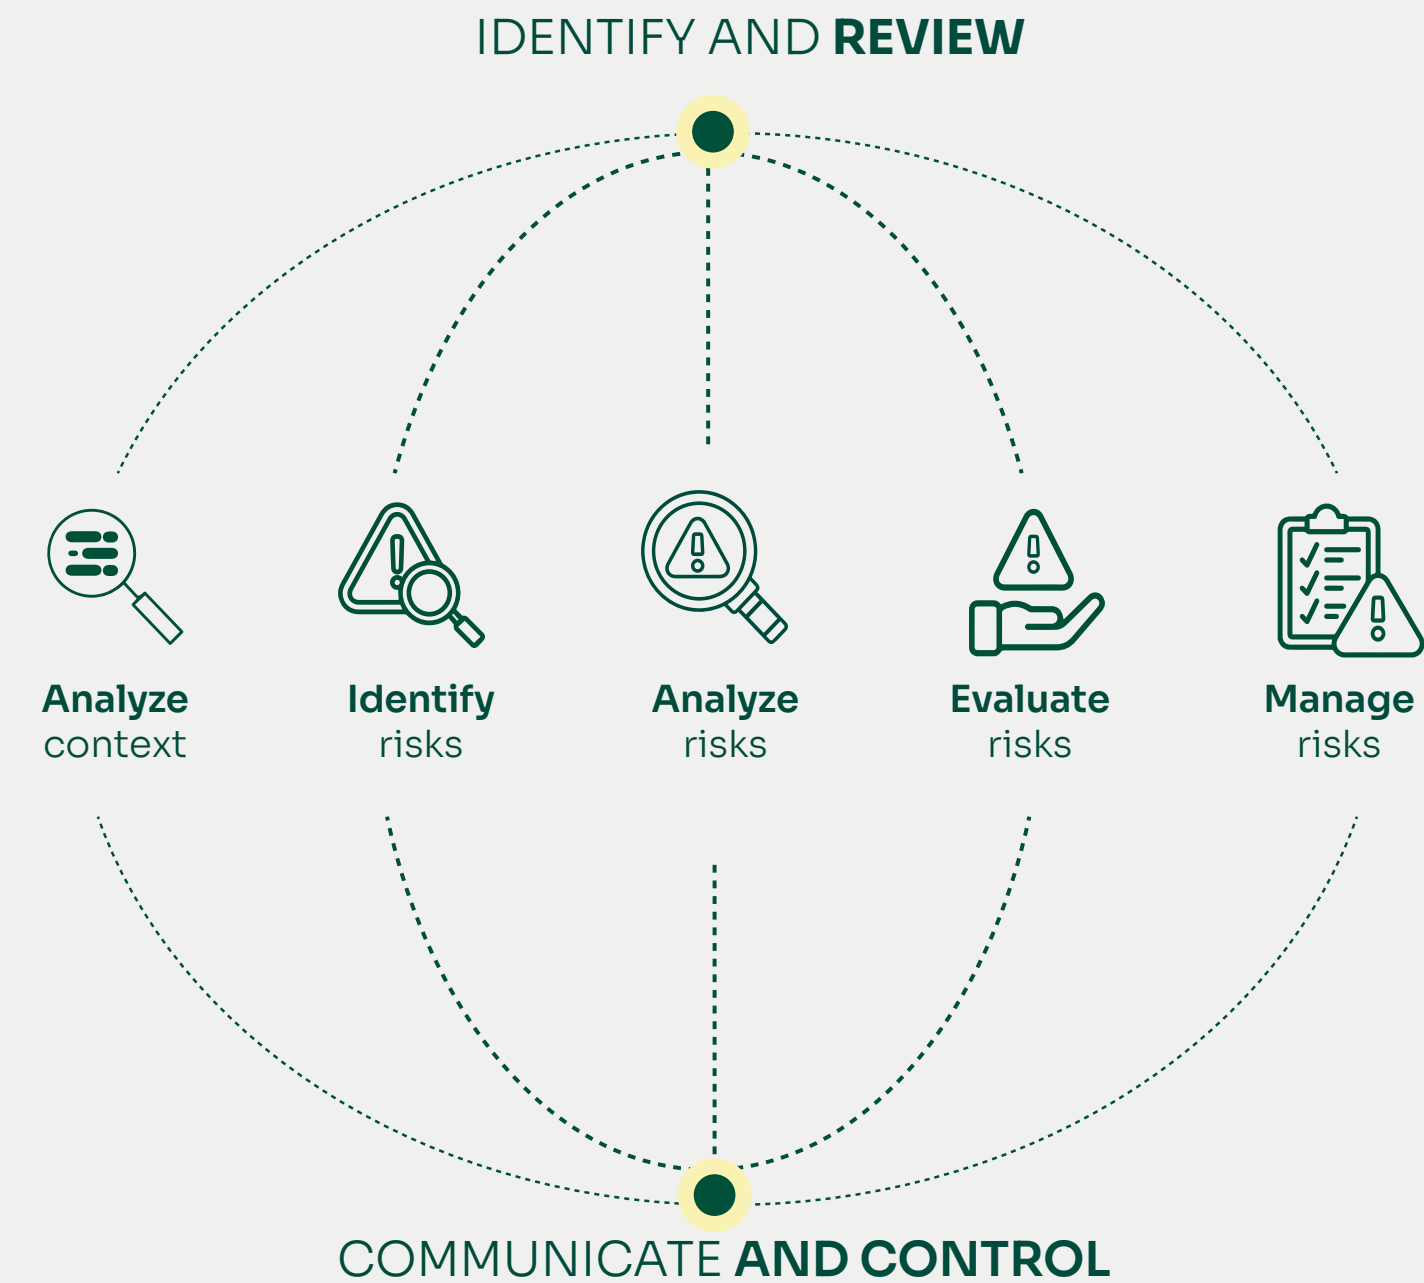 IDENTIFY AND REVIEW
Analyze
context
Identify
risks
Analyze
risks
Evaluate
risks
Manage
risks
COMMUNICATE AND CONTROL